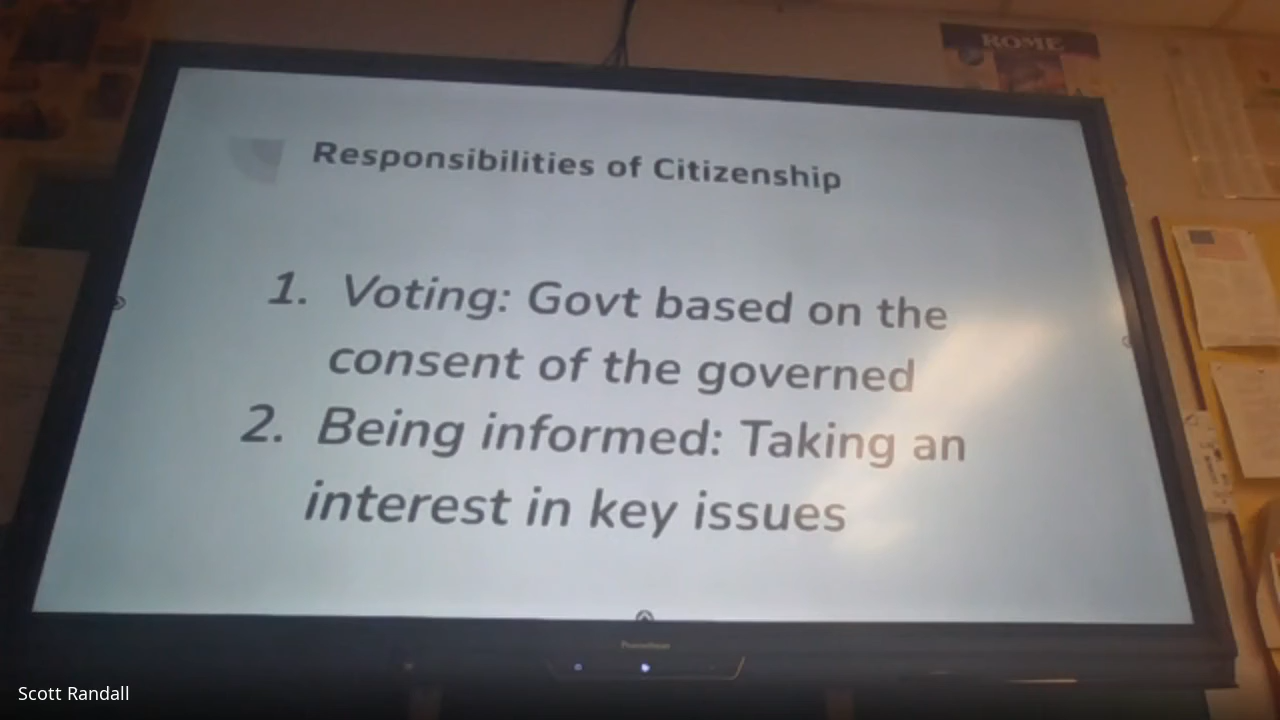 ROME
Responsibilities of Citizenship
1. Voting: Govt based on the
consent of the governed
2. Being informed: Taking an
interest in key issues
Promethean
Scott Randall